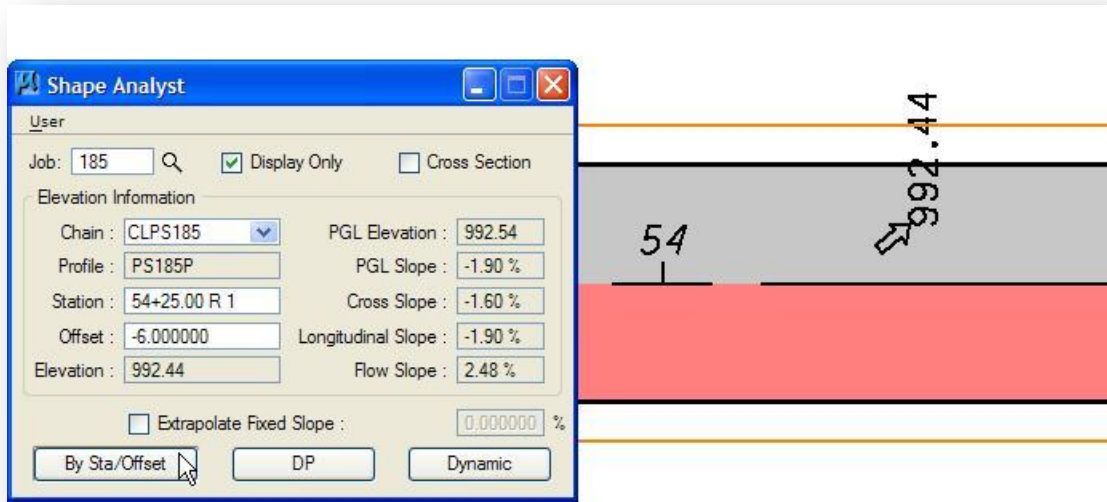 Shape Analyst
User
Job: 185 Display Only Cross Section
Elevation Information
Chain : CLPS185 PGL Elevation : 992.54
Profile : PS185P PGL Slope : -1.90 %
Station : 54+25.00 R 1 Cross Slope : -1.60 %
Offset : -6.000000 Longitudinal Slope : -1.90 %
Elevation : 992.44 Flow Slope : 2.48 %
Extrapolate Fixed Slope : 0.000000 %
By Sta/Offset DP Dynamic
54
992.44